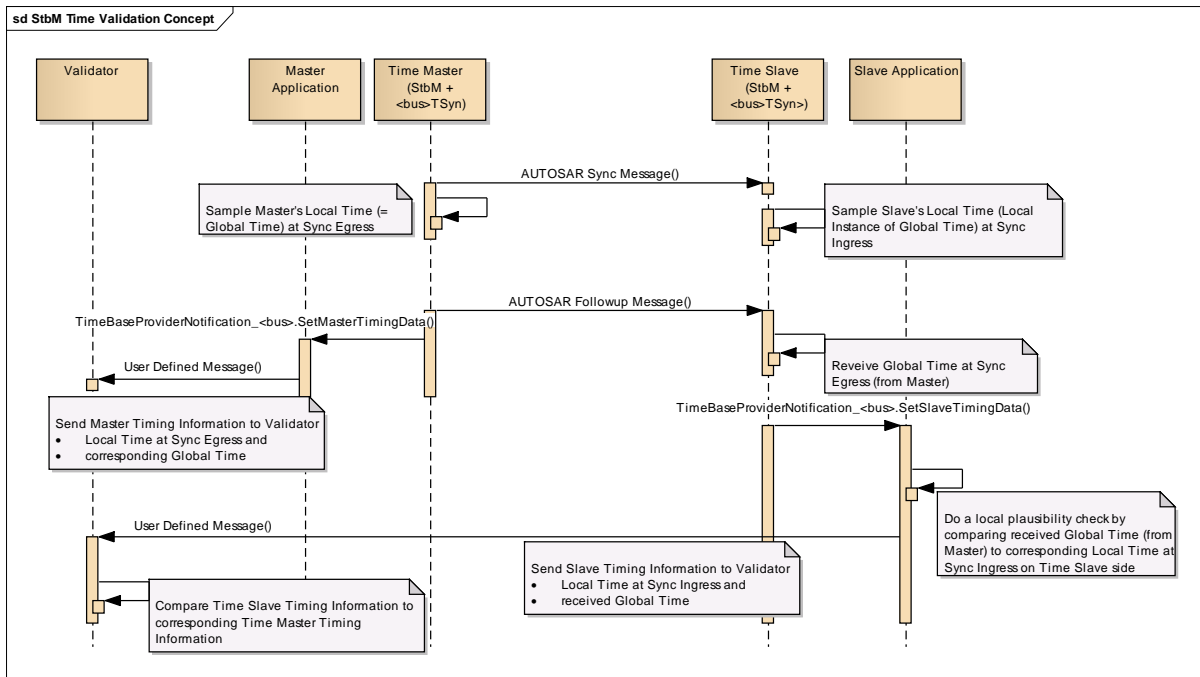 sd StbM Time Validation Concept
Validator
Master
Application
Time Master
(StbM +
<bus>TSyn)
Time Slave
(StbM +
<bus>TSyn>)
Slave Application
AUTOSAR Sync Message()
Sample Master's Local Time (=
Global Time) at Sync Egress
Sample Slave's Local Time (Local
Instance of Global Time) at Sync
Ingress
AUTOSAR Followup Message()
TimeBaseProviderNotification_<bus>.SetMasterTimingData()
User Defined Message()
Reveive Global Time at Sync
Egress (from Master)
Send Master Timing Information to Validator
• Local Time at Sync Egress and
• corresponding Global Time
TimeBaseProviderNotification_<bus>.SetSlaveTimingData()
Do a local plausibility check by
comparing received Global Time (from
Master) to corresponding Local Time at
Sync Ingress on Time Slave side
User Defined Message()
Send Slave Timing Information to Validator
• Local Time at Sync Ingress and
• received Global Time
Compare Time Slave Timing Information to
corresponding Time Master Timing
Information